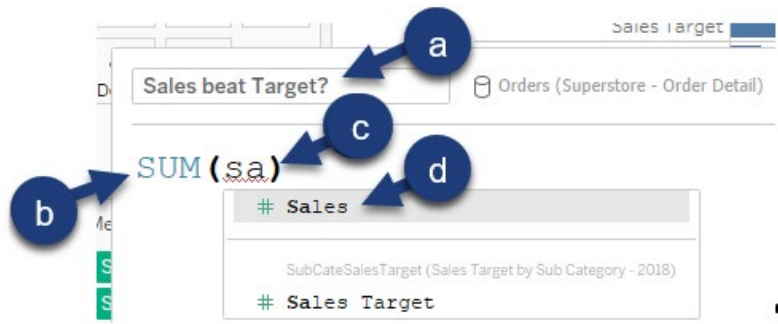 Sales Target
a
Sales beat Target?
Orders (Superstore - Order Detail)
c
SUM(sa)
d
b
# Sales
SubCateSalesTarget (Sales Target by Sub Category - 2018)
# Sales Target